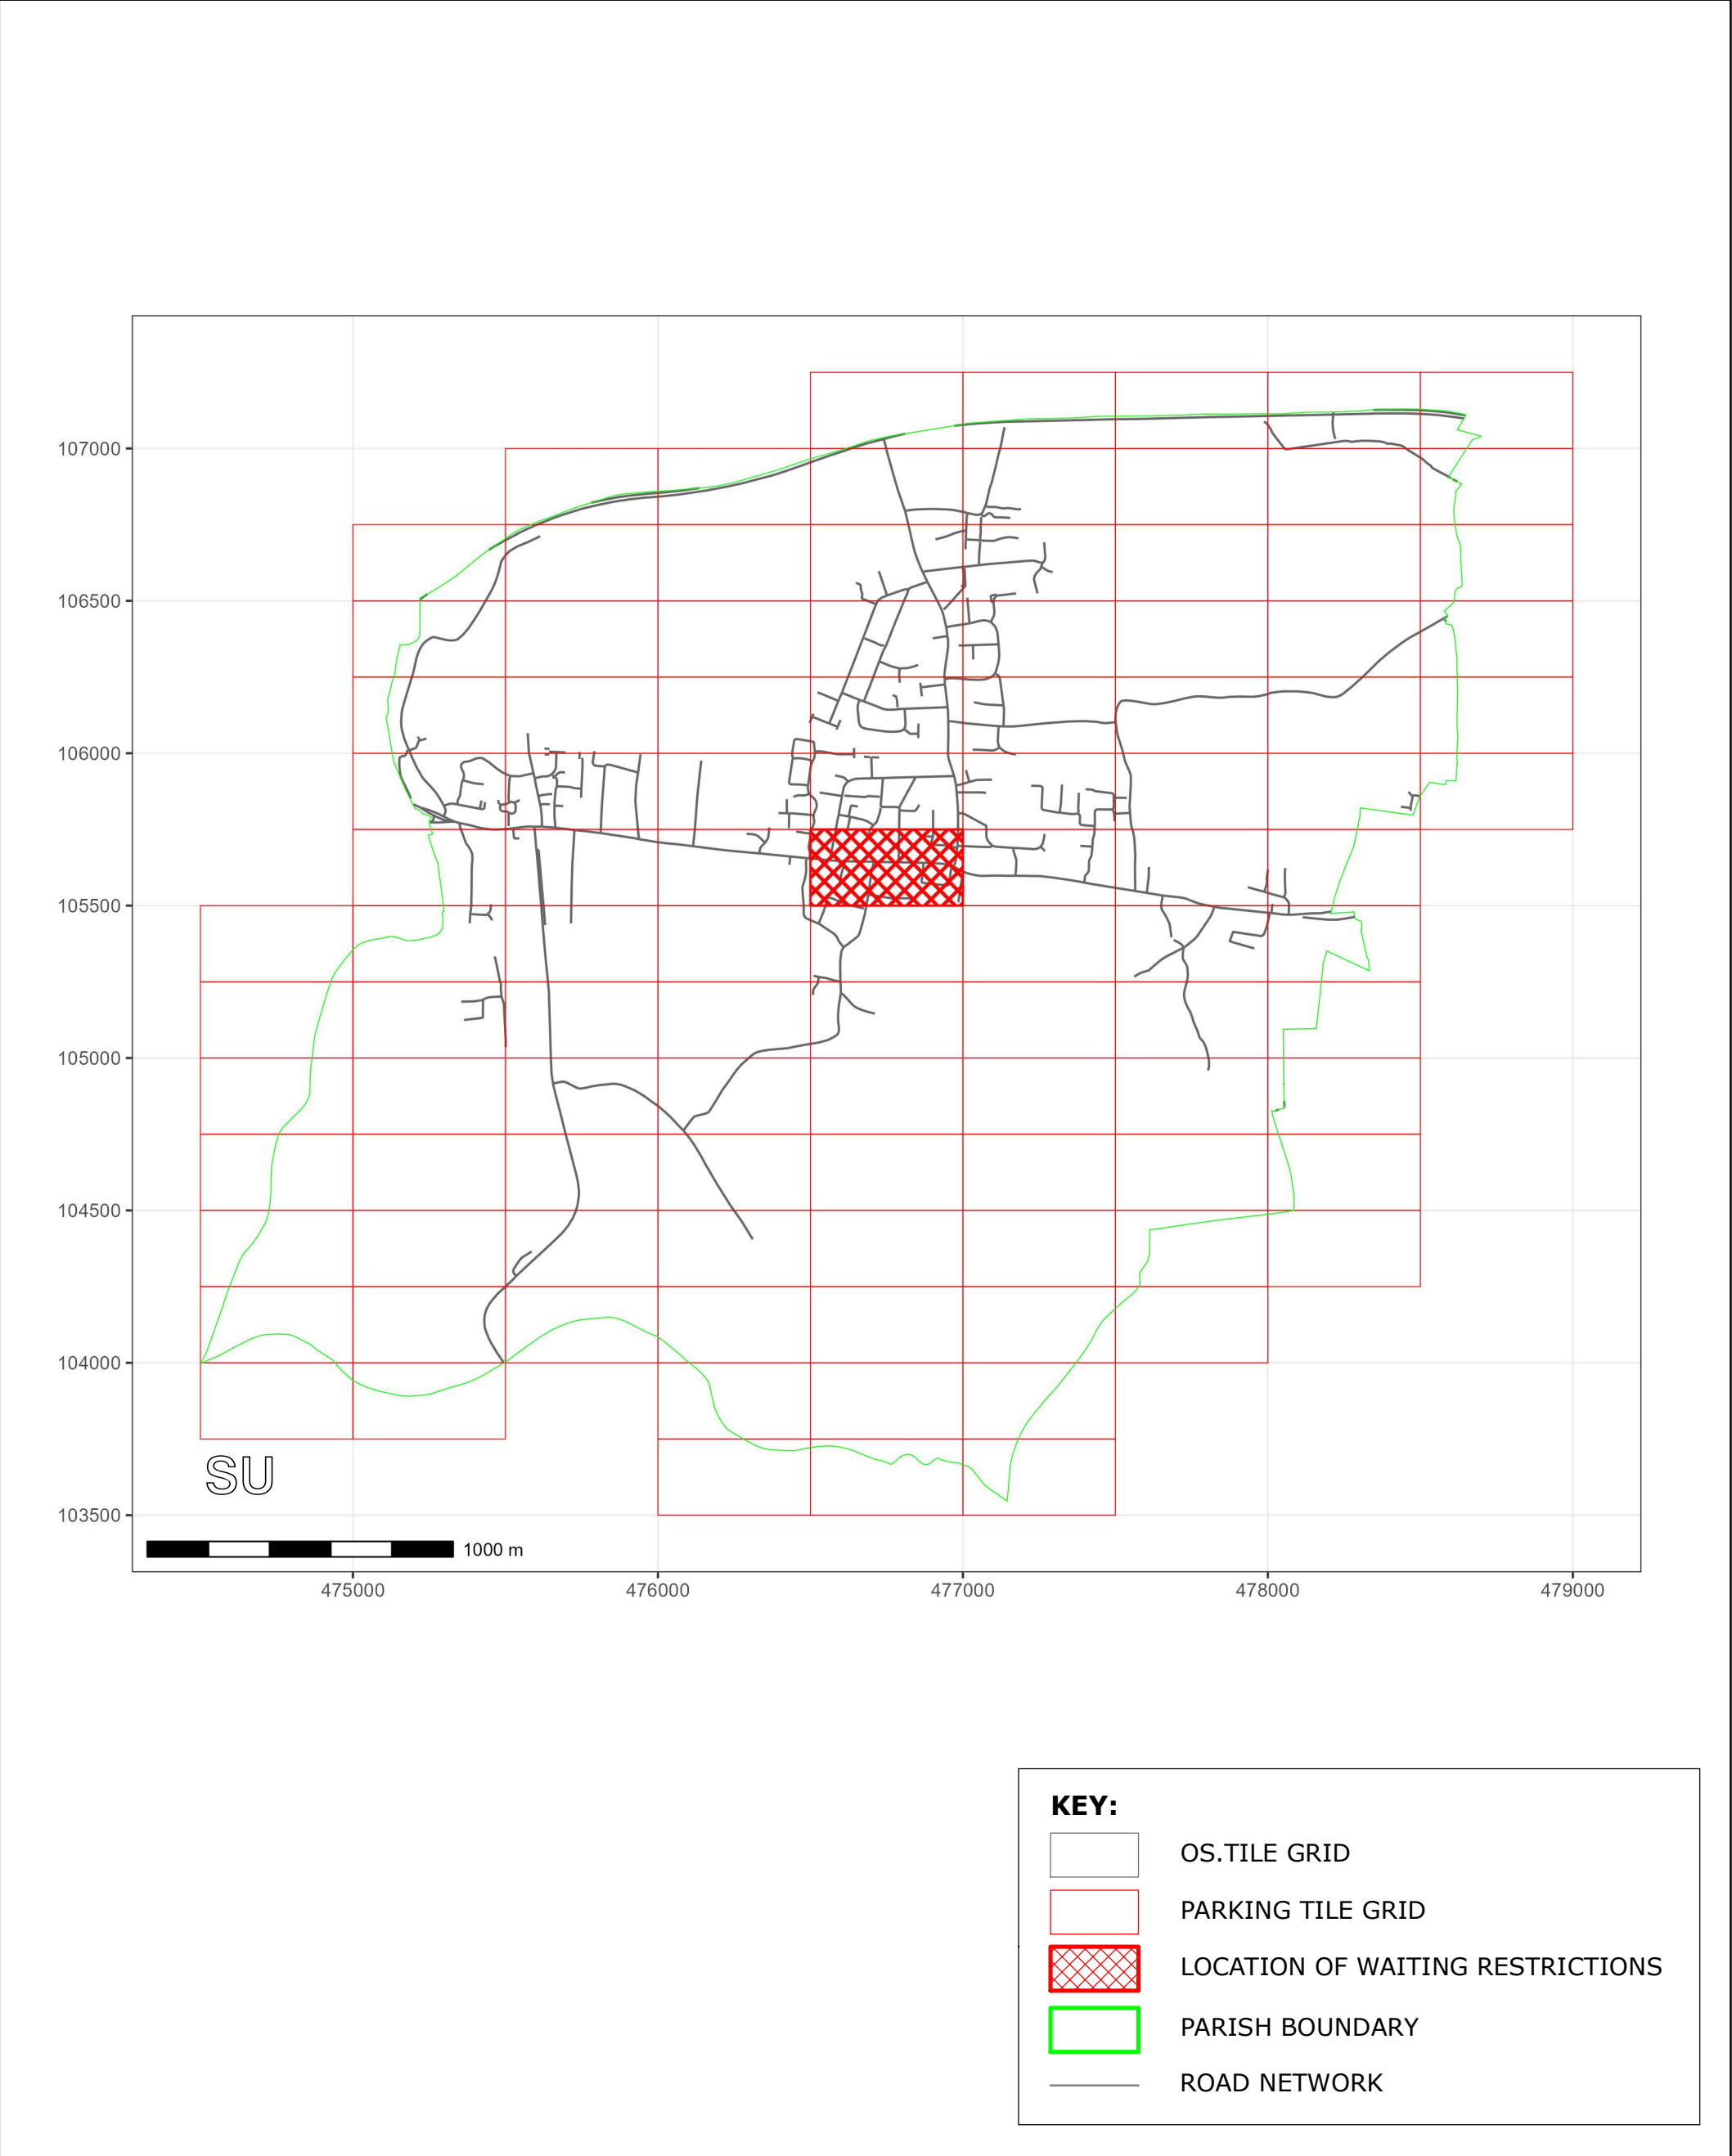 107000
106500
106000
105500
105000
104500
104000
103500
SU
1000 m
475000 476000 477000 478000 479000
KEY:
OS.TILE GRID
PARKING TILE GRID
LOCATION OF WAITING RESTRICTIONS
PARISH BOUNDARY
ROAD NETWORK